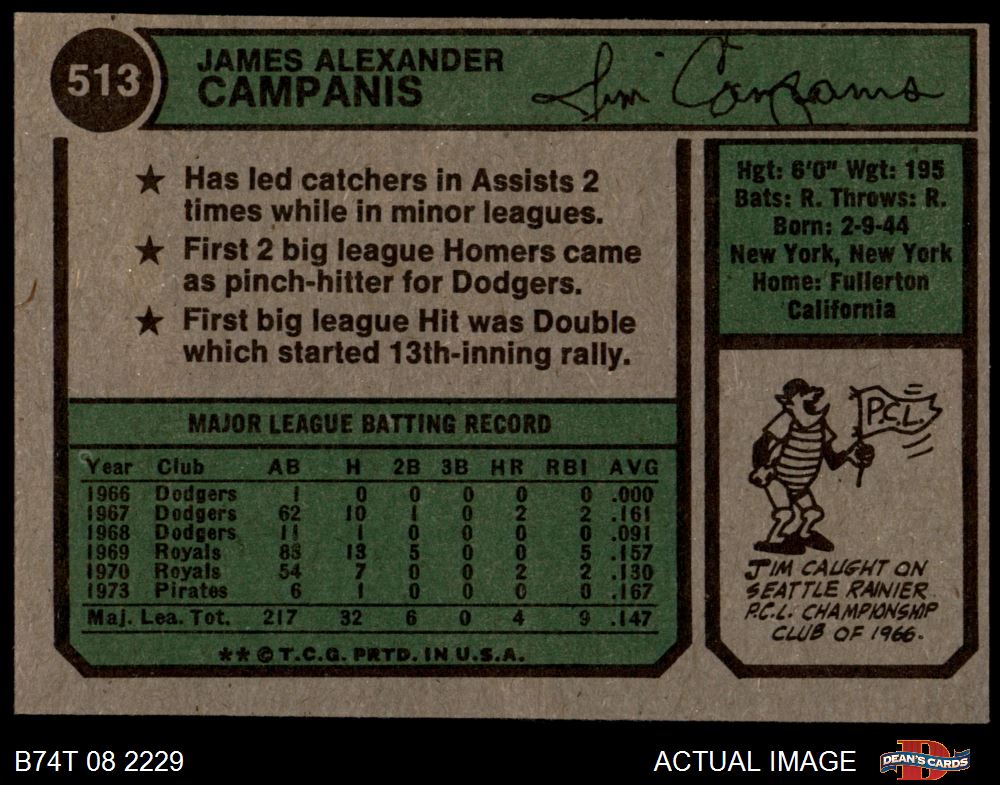 513
JAMES ALEXANDER
CAMPANIS
Jim Campanis
★ Has led catchers in Assists 2
times while in minor leagues.
★ First 2 big league Homers came
as pinch-hitter for Dodgers.
★ First big league Hit was Double
which started 13th-inning rally.
Hgt: 6'0" Wgt: 195
Bats: R. Throws: R.
Born: 2-9-44
New York, New York
Home: Fullerton
California
MAJOR LEAGUE BATTING RECORD
Year Club AB H 2B 3B HR RBI AVG
1966 Dodgers 1 0 0 0 0 0 .000
1967 Dodgers 62 10 1 0 2 2 .161
1968 Dodgers 11 1 0 0 0 0 .091
1969 Royals 83 13 5 0 0 5 .157
1970 Royals 54 7 0 0 2 2 .130
1973 Pirates 6 1 0 0 0 0 .167
Maj. Lea. Tot. 217 32 6 0 4 9 .147
** © T.C.G. PRTD. IN U.S.A.
P.C.L.
JIM CAUGHT ON
SEATTLE RAINIER
P.C.L. CHAMPIONSHIP
CLUB OF 1966.
B74T 08 2229
ACTUAL IMAGE
D
DEAN'S CARDS